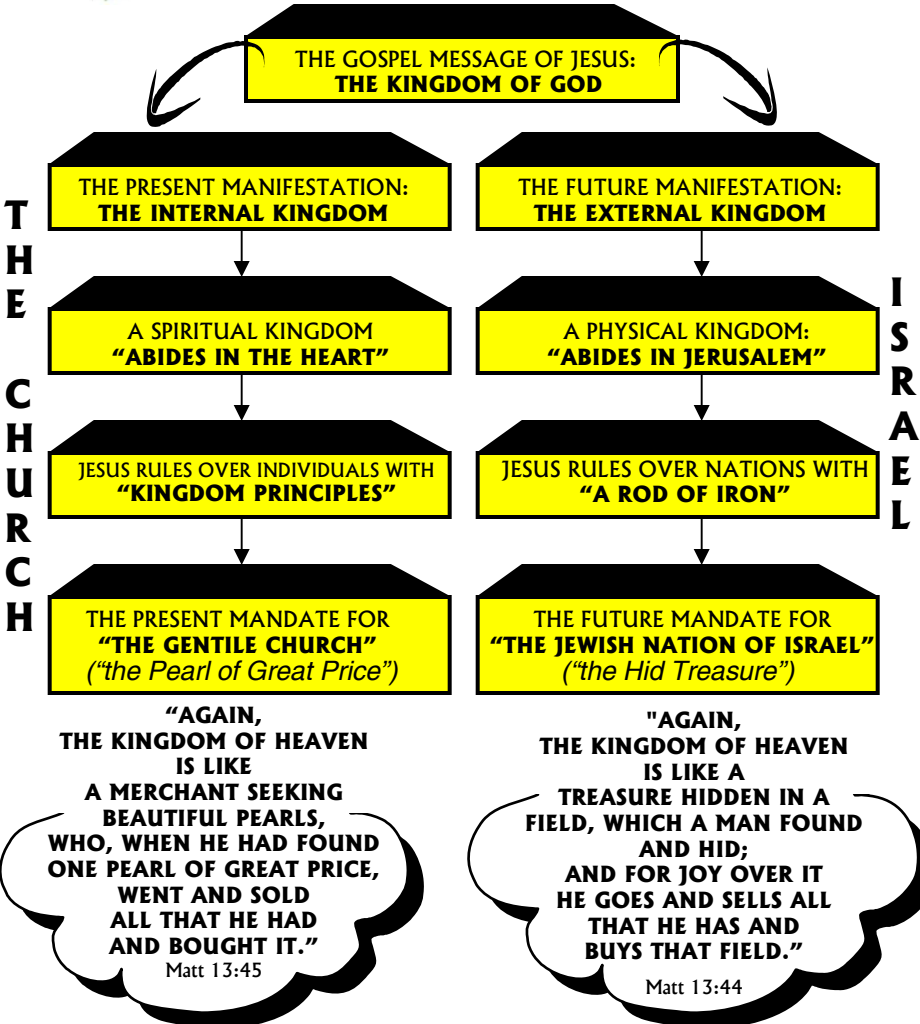 THE GOSPEL MESSAGE OF JESUS:
THE KINGDOM OF GOD
THE CHURCH
THE PRESENT MANIFESTATION:
THE INTERNAL KINGDOM
A SPIRITUAL KINGDOM
“ABIDES IN THE HEART”
JESUS RULES OVER INDIVIDUALS WITH
“KINGDOM PRINCIPLES”
THE PRESENT MANDATE FOR
“THE GENTILE CHURCH”
(“the Pearl of Great Price”)
“AGAIN,
THE KINGDOM OF HEAVEN
IS LIKE
A MERCHANT SEEKING
BEAUTIFUL PEARLS,
WHO, WHEN HE HAD FOUND
ONE PEARL OF GREAT PRICE,
WENT AND SOLD
ALL THAT HE HAD
AND BOUGHT IT.”
Matt 13:45
THE FUTURE MANIFESTATION:
THE EXTERNAL KINGDOM
A PHYSICAL KINGDOM:
“ABIDES IN JERUSALEM”
JESUS RULES OVER NATIONS WITH
“A ROD OF IRON”
THE FUTURE MANDATE FOR
“THE JEWISH NATION OF ISRAEL”
(“the Hid Treasure”)
"AGAIN,
THE KINGDOM OF HEAVEN
IS LIKE A
TREASURE HIDDEN IN A
FIELD, WHICH A MAN FOUND
AND HID;
AND FOR JOY OVER IT
HE GOES AND SELLS ALL
THAT HE HAS AND
BUYS THAT FIELD.”
Matt 13:44
ISRAEL